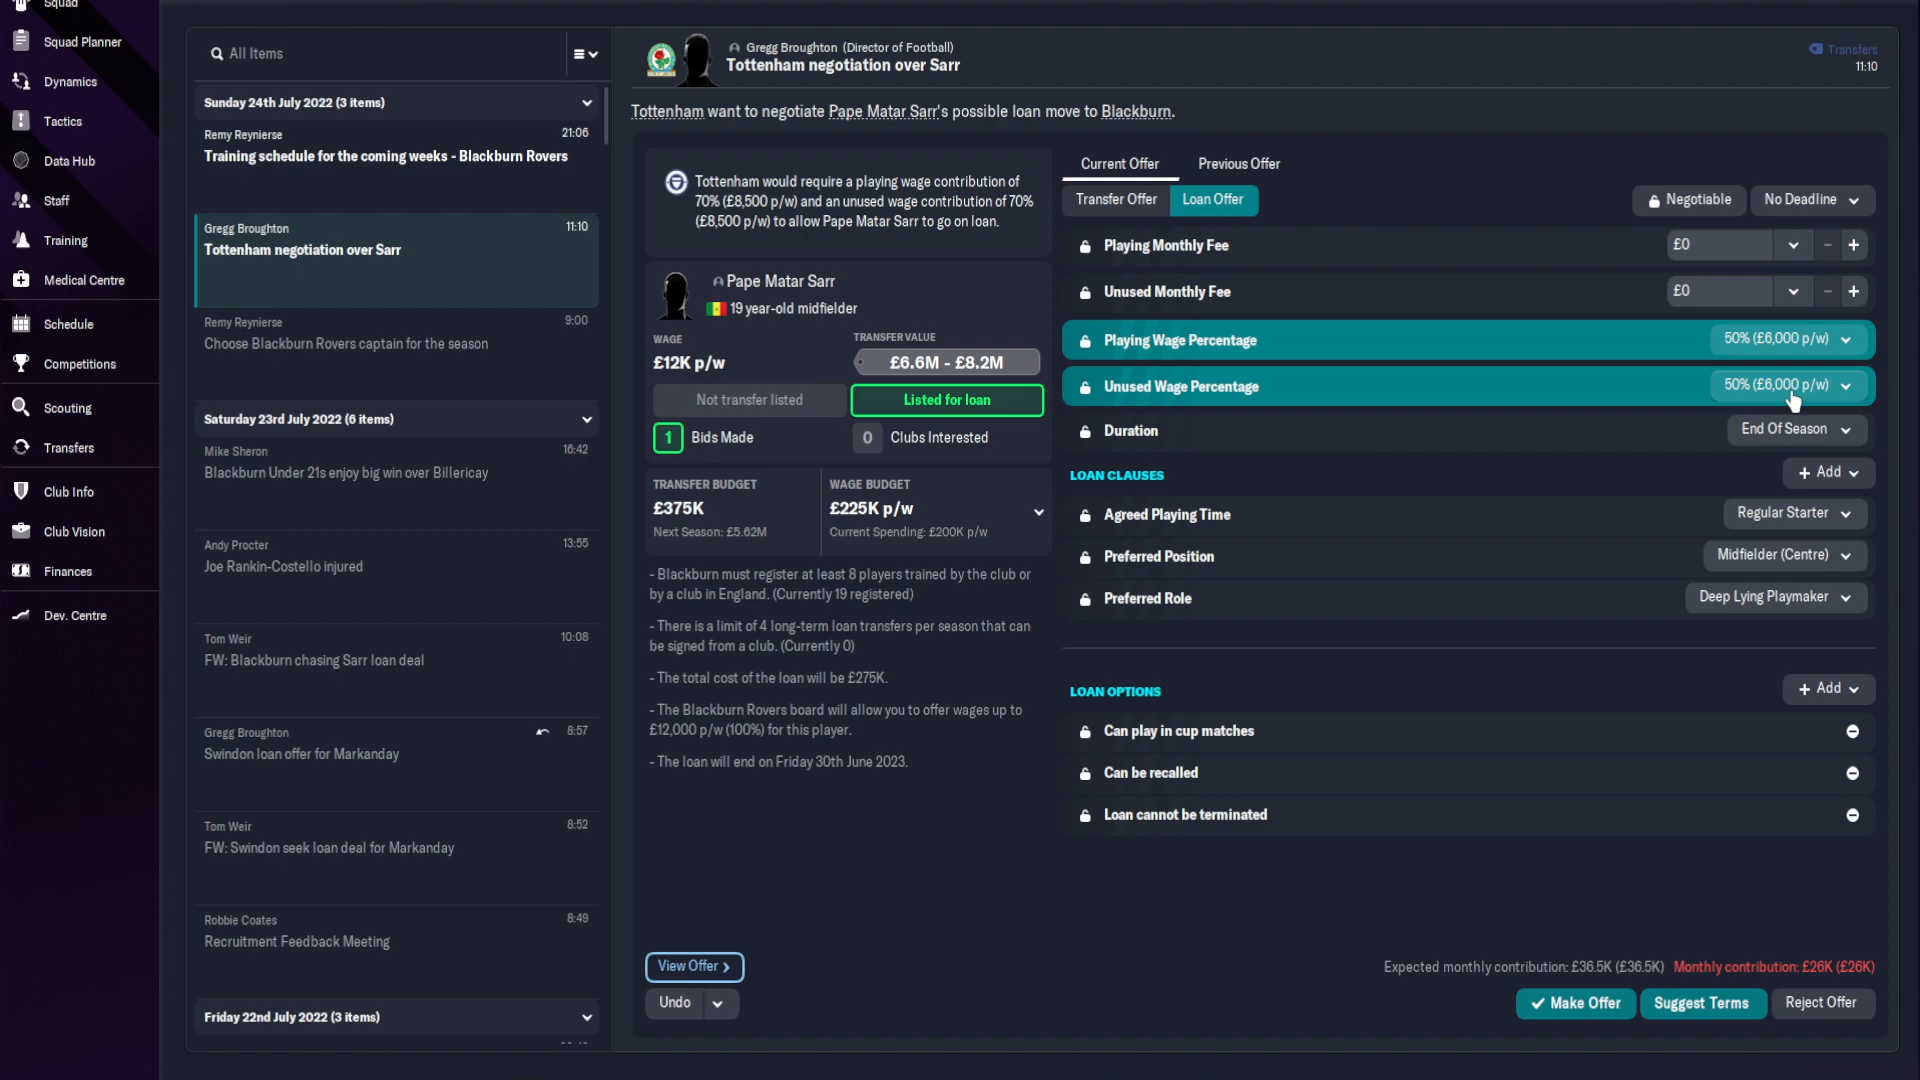 Squad
Squad Planner
Dynamics
Tactics
Data Hub
Staff
Training
Medical Centre
Schedule
Competitions
Scouting
Transfers
Club Info
Club Vision
Finances
Dev. Centre
All Items
Sunday 24th July 2022 (3 items)
Remy Reynierse 21:06
Training schedule for the coming weeks - Blackburn Rovers
Gregg Broughton 11:10
Tottenham negotiation over Sarr
Remy Reynierse 9:00
Choose Blackburn Rovers captain for the season
Saturday 23rd July 2022 (6 items)
Mike Sheron 16:42
Blackburn Under 21s enjoy big win over Billericay
Andy Procter 13:55
Joe Rankin-Costello injured
Tom Weir 10:08
FW: Blackburn chasing Sarr loan deal
Gregg Broughton 8:57
Swindon loan offer for Markanday
Tom Weir 8:52
FW: Swindon seek loan deal for Markanday
Robbie Coates 8:49
Recruitment Feedback Meeting
Friday 22nd July 2022 (3 items)
Gregg Broughton (Director of Football)
Tottenham negotiation over Sarr
Transfers
11:10
Tottenham want to negotiate Pape Matar Sarr's possible loan move to Blackburn.
Tottenham would require a playing wage contribution of
70% (£8,500 p/w) and an unused wage contribution of 70%
(£8,500 p/w) to allow Pape Matar Sarr to go on loan.
Pape Matar Sarr
19 year-old midfielder
WAGE TRANSFER VALUE
£12K p/w £6.6M - £8.2M
Not transfer listed Listed for loan
1 Bids Made 0 Clubs Interested
TRANSFER BUDGET WAGE BUDGET
£375K £225K p/w
Next Season: £5.62M Current Spending: £200K p/w
- Blackburn must register at least 8 players trained by the club or
by a club in England. (Currently 19 registered)
- There is a limit of 4 long-term loan transfers per season that can
be signed from a club. (Currently 0)
- The total cost of the loan will be £275K.
- The Blackburn Rovers board will allow you to offer wages up to
£12,000 p/w (100%) for this player.
- The loan will end on Friday 30th June 2023.
View Offer
Undo
Current Offer Previous Offer
Transfer Offer Loan Offer Negotiable No Deadline
Playing Monthly Fee £0
Unused Monthly Fee £0
Playing Wage Percentage 50% (£6,000 p/w)
Unused Wage Percentage 50% (£6,000 p/w)
Duration End Of Season
LOAN CLAUSES + Add
Agreed Playing Time Regular Starter
Preferred Position Midfielder (Centre)
Preferred Role Deep Lying Playmaker
LOAN OPTIONS + Add
Can play in cup matches
Can be recalled
Loan cannot be terminated
Expected monthly contribution: £36.5K (£36.5K) Monthly contribution: £26K (£26K)
Make Offer Suggest Terms Reject Offer